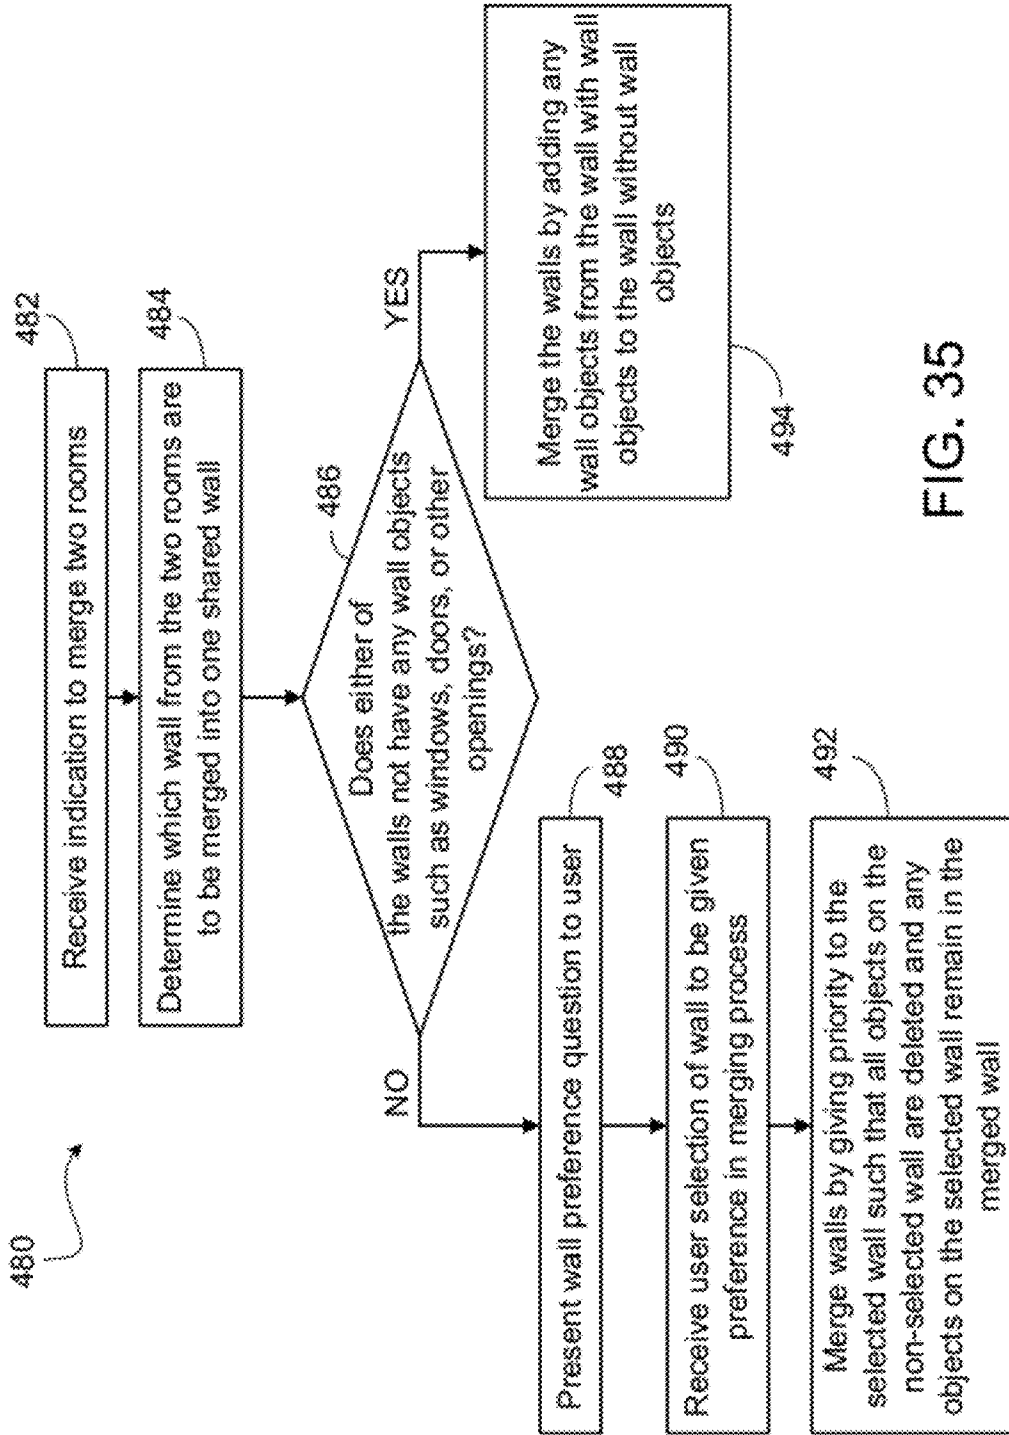 480
Receive indication to merge two rooms
482
Determine which wall from the two rooms are
to be merged into one shared wall
484
Does either of
the walls not have any wall objects
such as windows, doors, or other
openings?
486
NO
YES
Present wall preference question to user
488
Receive user selection of wall to be given
preference in merging process
490
Merge walls by giving priority to the
selected wall such that all objects on the
non-selected wall are deleted and any
objects on the selected wall remain in the
merged wall
492
Merge the walls by adding any
wall objects from the wall with wall
objects to the wall without wall
objects
494
FIG. 35